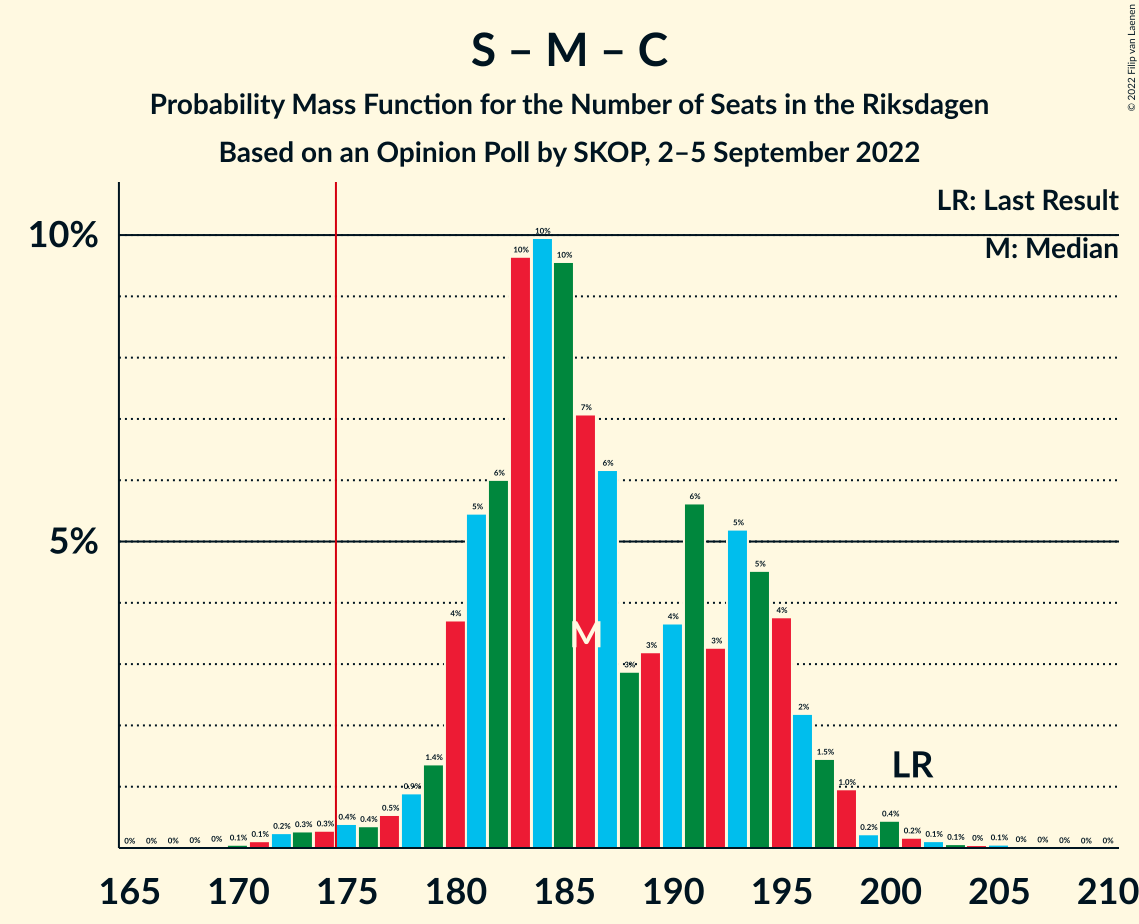 S – M – C
Probability Mass Function for the Number of Seats in the Riksdagen
Based on an Opinion Poll by SKOP, 2–5 September 2022
© 2022 Filip van Laenen
LR: Last Result
M: Median
10%
5%
0% 0% 0% 0% 0% 0.1% 0.1% 0.2% 0.3% 0.3% 0.4% 0.4% 0.5% 0.9% 1.4% 4% 5% 6% 10% 10% 10% 7% 6% 3% 3% 4% 6% 3% 5% 5% 4% 2% 1.5% 1.0% 0.2% 0.4% 0.2% 0.1% 0.1% 0% 0.1% 0% 0% 0% 0% 0%
M
LR
165 170 175 180 185 190 195 200 205 210